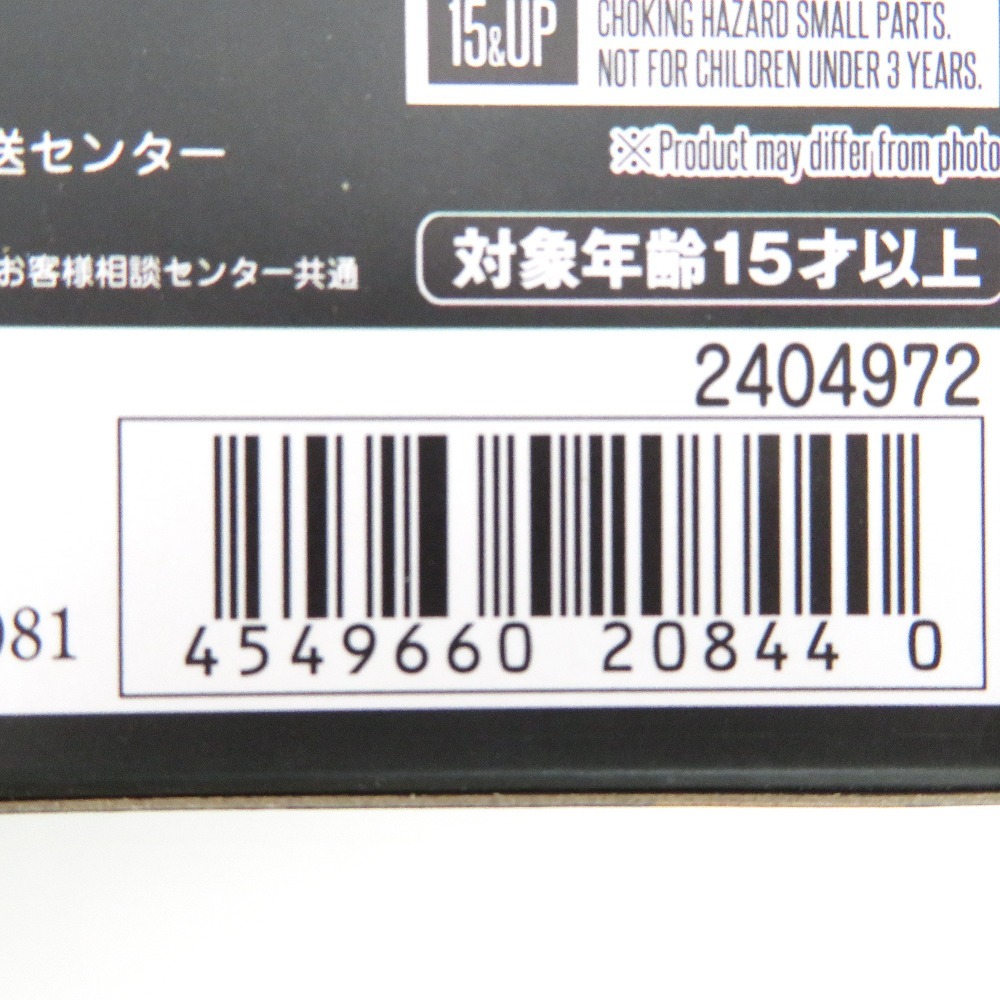 15&UP
CHOKING HAZARD SMALL PARTS.
NOT FOR CHILDREN UNDER 3 YEARS.
送センター
※Product may differ from photo
お客様相談センター共通
対象年齢15才以上
2404972
081
4549660 20844 0